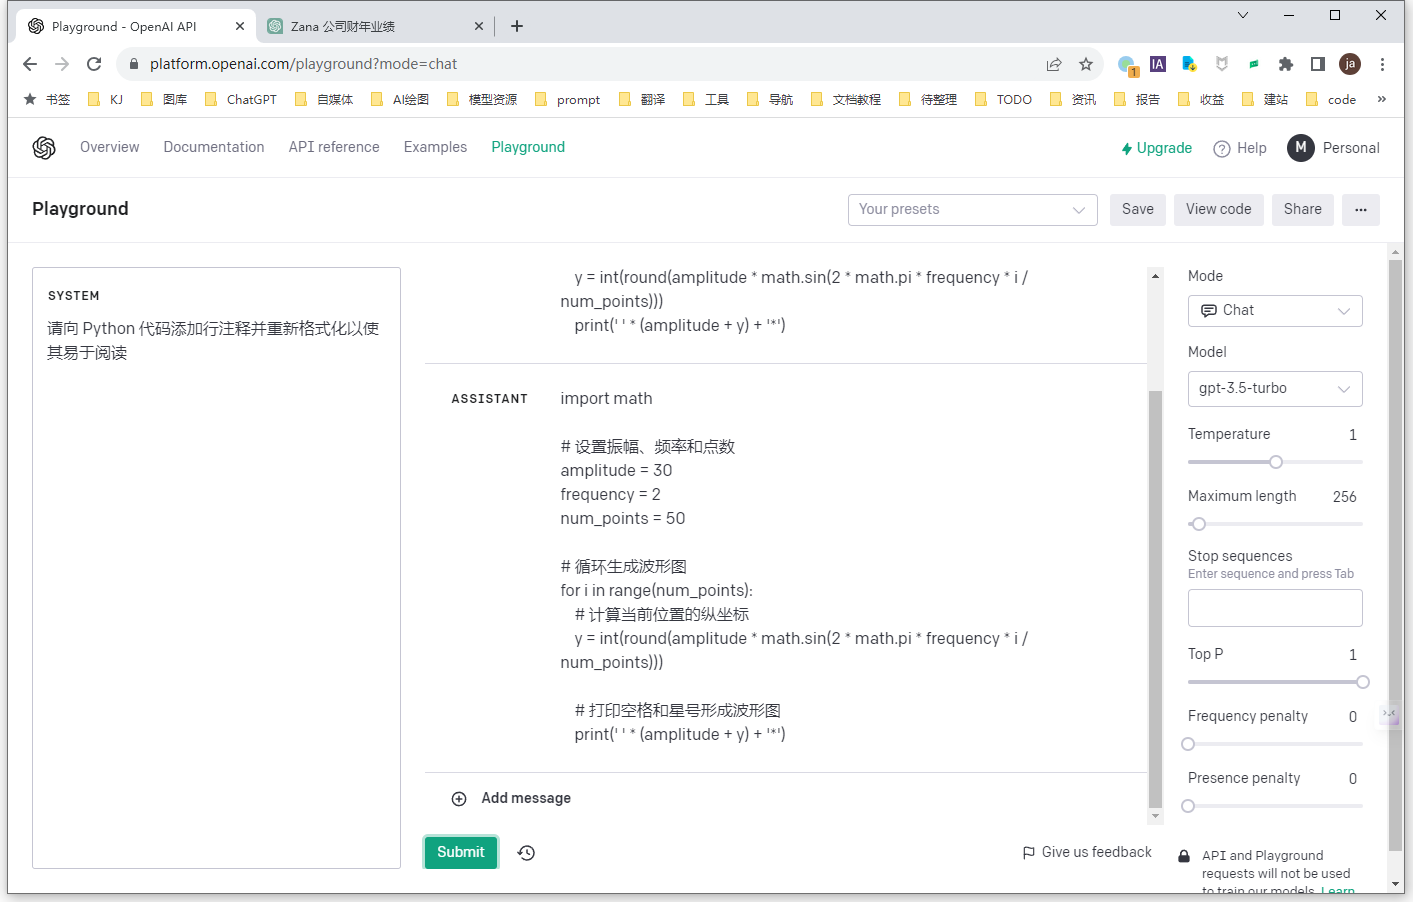 Playground - OpenAI API
Zana 公司财年业绩
platform.openai.com/playground?mode=chat
1
IA
ja
书签
KJ
图库
ChatGPT
自媒体
AI绘图
模型资源
prompt
翻译
工具
导航
文档教程
待整理
TODO
资讯
报告
收益
建站
code
»
Overview
Documentation
API reference
Examples
Playground
Upgrade
Help
M
Personal
Playground
Your presets
Save
View code
Share
...
SYSTEM
请向 Python 代码添加行注释并重新格式化以使
其易于阅读
y = int(round(amplitude * math.sin(2 * math.pi * frequency * i /
num_points)))
print(' ' * (amplitude + y) + '*')
ASSISTANT
import math
# 设置振幅、频率和点数
amplitude = 30
frequency = 2
num_points = 50
# 循环生成波形图
for i in range(num_points):
# 计算当前位置的纵坐标
y = int(round(amplitude * math.sin(2 * math.pi * frequency * i /
num_points)))
# 打印空格和星号形成波形图
print(' ' * (amplitude + y) + '*')
Add message
Submit
Give us feedback
Mode
Chat
Model
gpt-3.5-turbo
Temperature 1
Maximum length 256
Stop sequences
Enter sequence and press Tab
Top P 1
Frequency penalty 0
Presence penalty 0
API and Playground
requests will not be used
to train our models. Learn